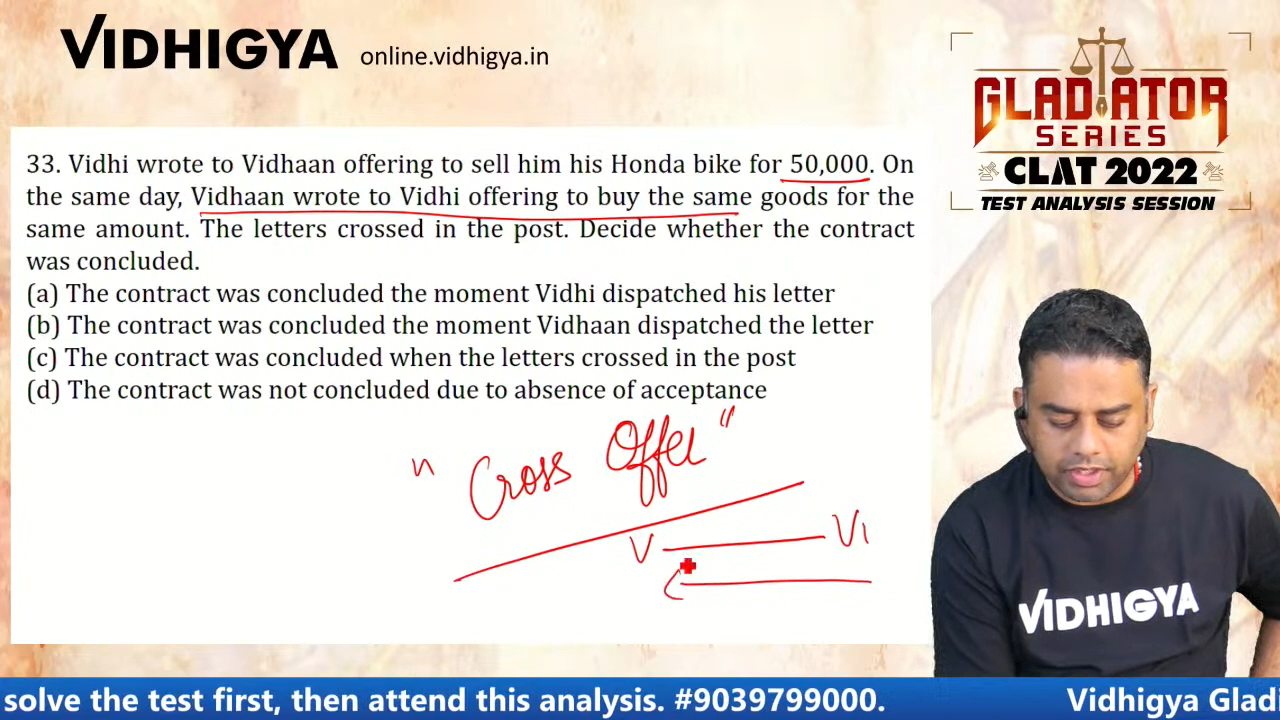 VIDHIGYA online.vidhigya.in
GLADIATOR
SERIES
CLAT 2022
TEST ANALYSIS SESSION
33. Vidhi wrote to Vidhaan offering to sell him his Honda bike for 50,000. On
the same day, Vidhaan wrote to Vidhi offering to buy the same goods for the
same amount. The letters crossed in the post. Decide whether the contract
was concluded.
(a) The contract was concluded the moment Vidhi dispatched his letter
(b) The contract was concluded the moment Vidhaan dispatched the letter
(c) The contract was concluded when the letters crossed in the post
(d) The contract was not concluded due to absence of acceptance
"Cross Offer"
V Vi
VIDHIGYA
solve the test first, then attend this analysis. #9039799000. Vidhigya Gladi